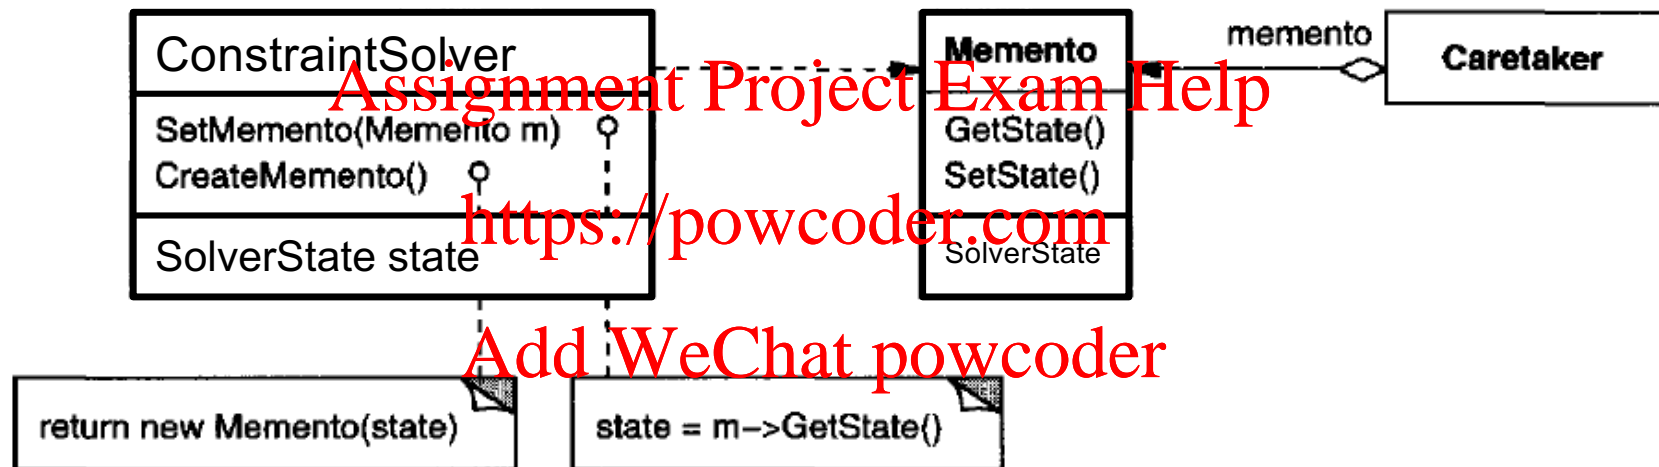 ConstraintSolver
SetMemento(Memento m)
CreateMemento()
SolverState state
Memento
GetState()
SetState()
SolverState
memento
Caretaker
Assignment Project Exam Help
https://powcoder.com
Add WeChat powcoder
return new Memento(state)
state = m–>GetState()